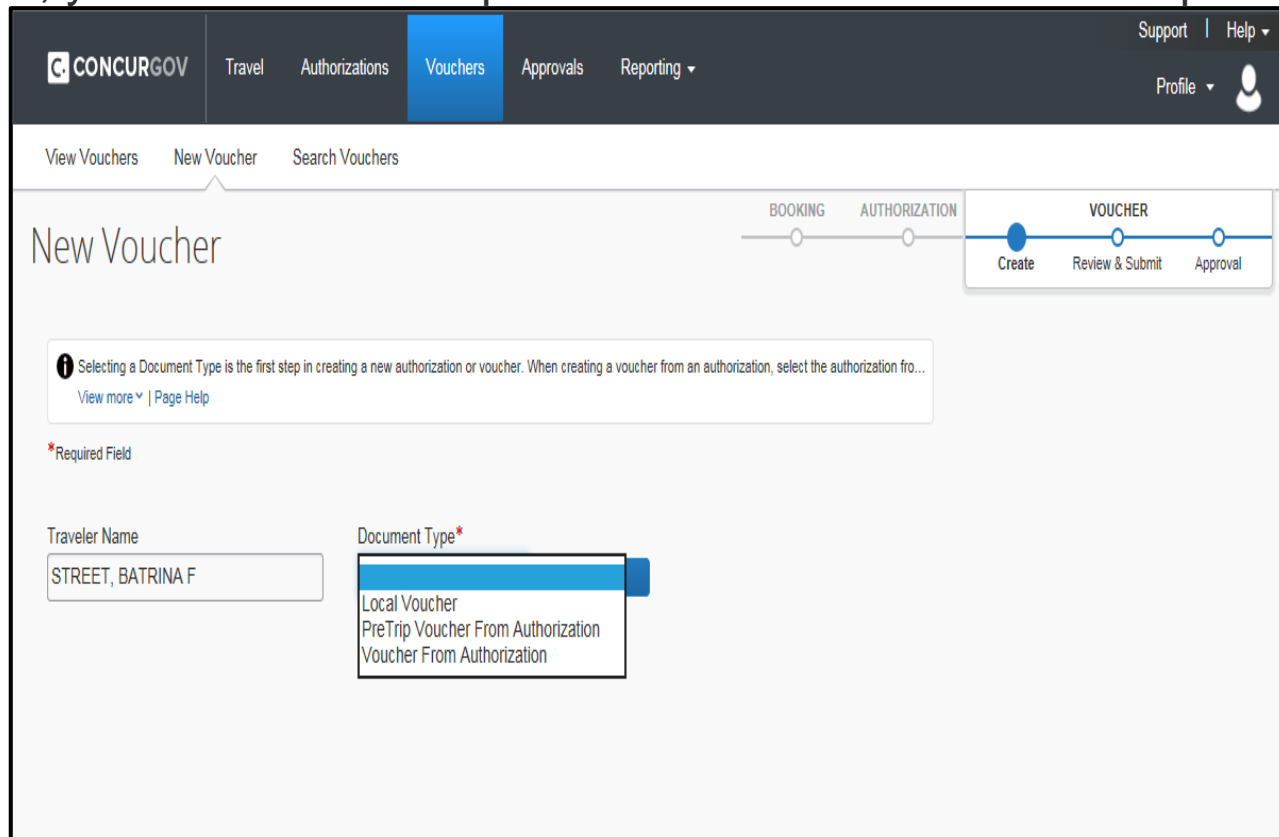 Support | Help
C. CONCURGOV Travel Authorizations Vouchers Approvals Reporting
Profile
View Vouchers New Voucher Search Vouchers
BOOKING AUTHORIZATION VOUCHER
New Voucher
Create Review & Submit Approval
Selecting a Document Type is the first step in creating a new authorization or voucher. When creating a voucher from an authorization, select the authorization fro...
View more | Page Help
*Required Field
Traveler Name Document Type*
STREET, BATRINA F
Local Voucher
PreTrip Voucher From Authorization
Voucher From Authorization